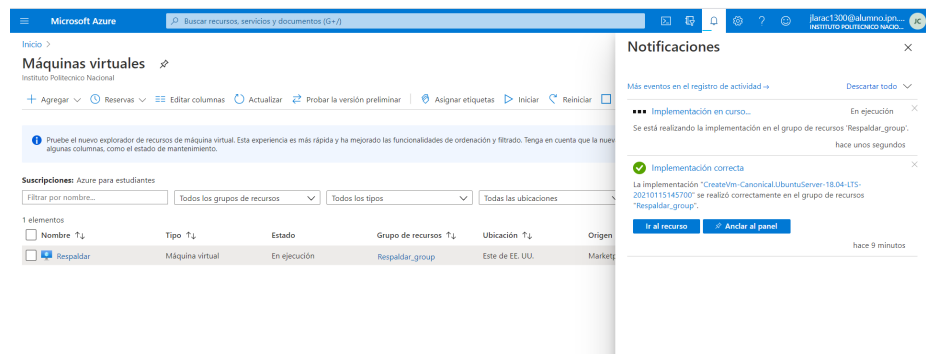 Microsoft Azure
Buscar recursos, servicios y documentos (G+/)
jlarac1300@alumno.ipn....
INSTITUTO POLITECNICO NACIO...
JC
Inicio >
Máquinas virtuales
Instituto Politecnico Nacional
Agregar
Reservas
Editar columnas
Actualizar
Probar la versión preliminar
Asignar etiquetas
Iniciar
Reiniciar
Pruebe el nuevo explorador de recursos de máquina virtual. Esta experiencia es más rápida y ha mejorado las funcionalidades de ordenación y filtrado. Tenga en cuenta que la nuev
algunas columnas, como el estado de mantenimiento.
Suscripciones: Azure para estudiantes
Filtrar por nombre...
Todos los grupos de recursos
Todos los tipos
Todas las ubicaciones
1 elementos
Nombre ↑↓ Tipo ↑↓ Estado Grupo de recursos ↑↓ Ubicación ↑↓ Origen
Respaldar Máquina virtual En ejecución Respaldar_group Este de EE. UU. Marketp
Notificaciones
Más eventos en el registro de actividad →
Descartar todo
Implementación en curso...
En ejecución
Se está realizando la implementación en el grupo de recursos 'Respaldar_group'.
hace unos segundos
Implementación correcta
La implementación "CreateVm-Canonical.UbuntuServer-18.04-LTS-
20210115145700" se realizó correctamente en el grupo de recursos
"Respaldar_group".
Ir al recurso
Anclar al panel
hace 9 minutos